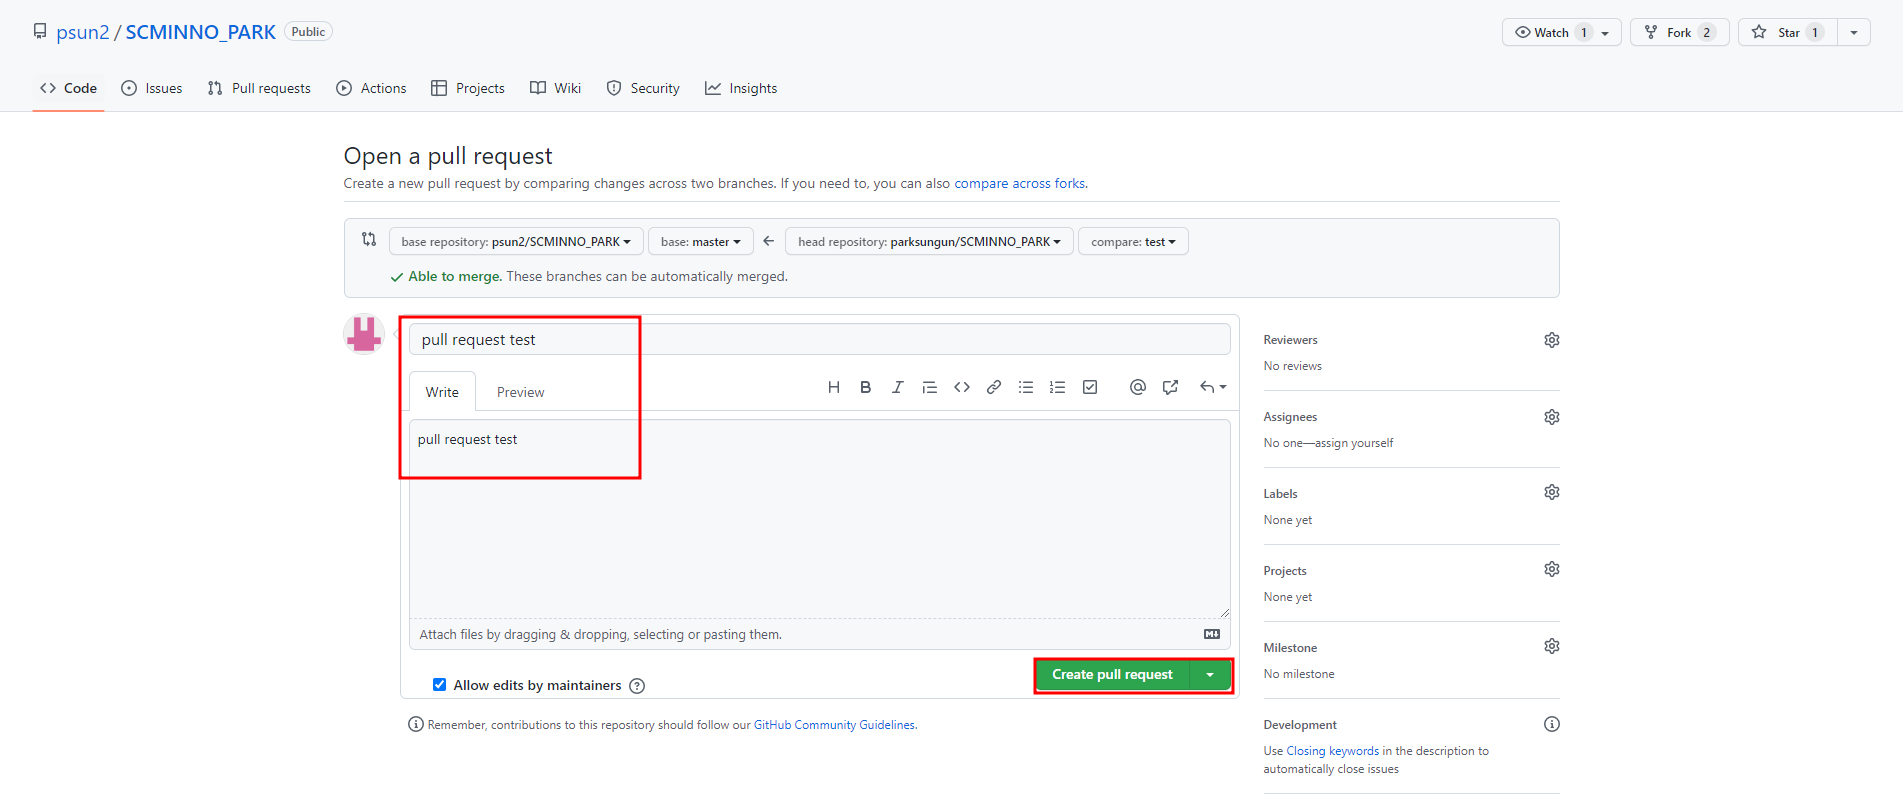 psun2 / SCMINNO_PARK Public
Watch 1 Fork 2 Star 1
Code Issues Pull requests Actions Projects Wiki Security Insights
Open a pull request
Create a new pull request by comparing changes across two branches. If you need to, you can also compare across forks.
base repository: psun2/SCMINNO_PARK base: master ← head repository: parksungun/SCMINNO_PARK compare: test
Able to merge. These branches can be automatically merged.
pull request test
Write Preview
pull request test
Attach files by dragging & dropping, selecting or pasting them.
Allow edits by maintainers
Create pull request
Remember, contributions to this repository should follow our GitHub Community Guidelines.
Reviewers
No reviews
Assignees
No one—assign yourself
Labels
None yet
Projects
None yet
Milestone
No milestone
Development
Use Closing keywords in the description to
automatically close issues